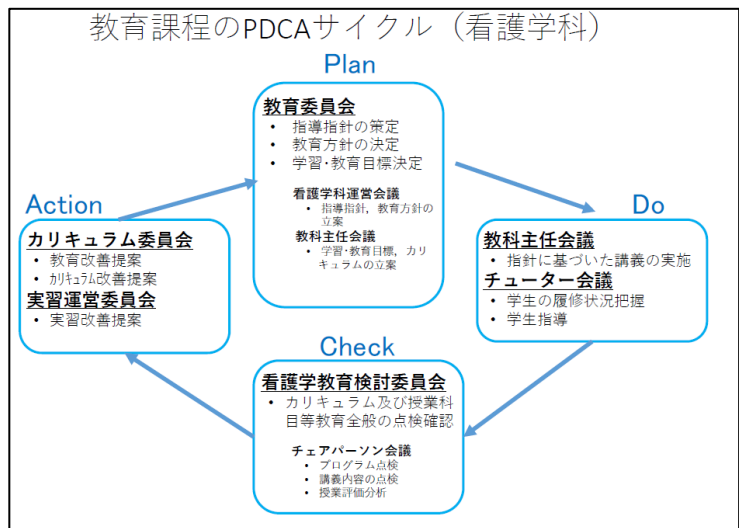 教育課程のPDCAサイクル（看護学科）
Plan
教育委員会
• 指導指針の策定
• 教育方針の決定
• 学習・教育目標決定
看護学科運営会議
• 指導指針，教育方針の
立案
教科主任会議
• 学習・教育目標，カリ
キュラムの立案
Do
教科主任会議
• 指針に基づいた講義の実施
チューター会議
• 学生の履修状況把握
• 学生指導
Check
看護学教育検討委員会
• カリキュラム及び授業科
目等教育全般の点検確認
チェアパーソン会議
• プログラム点検
• 講義内容の点検
• 授業評価分析
Action
カリキュラム委員会
• 教育改善提案
• ｶﾘｷｭﾗﾑ改善提案
実習運営委員会
• 実習改善提案